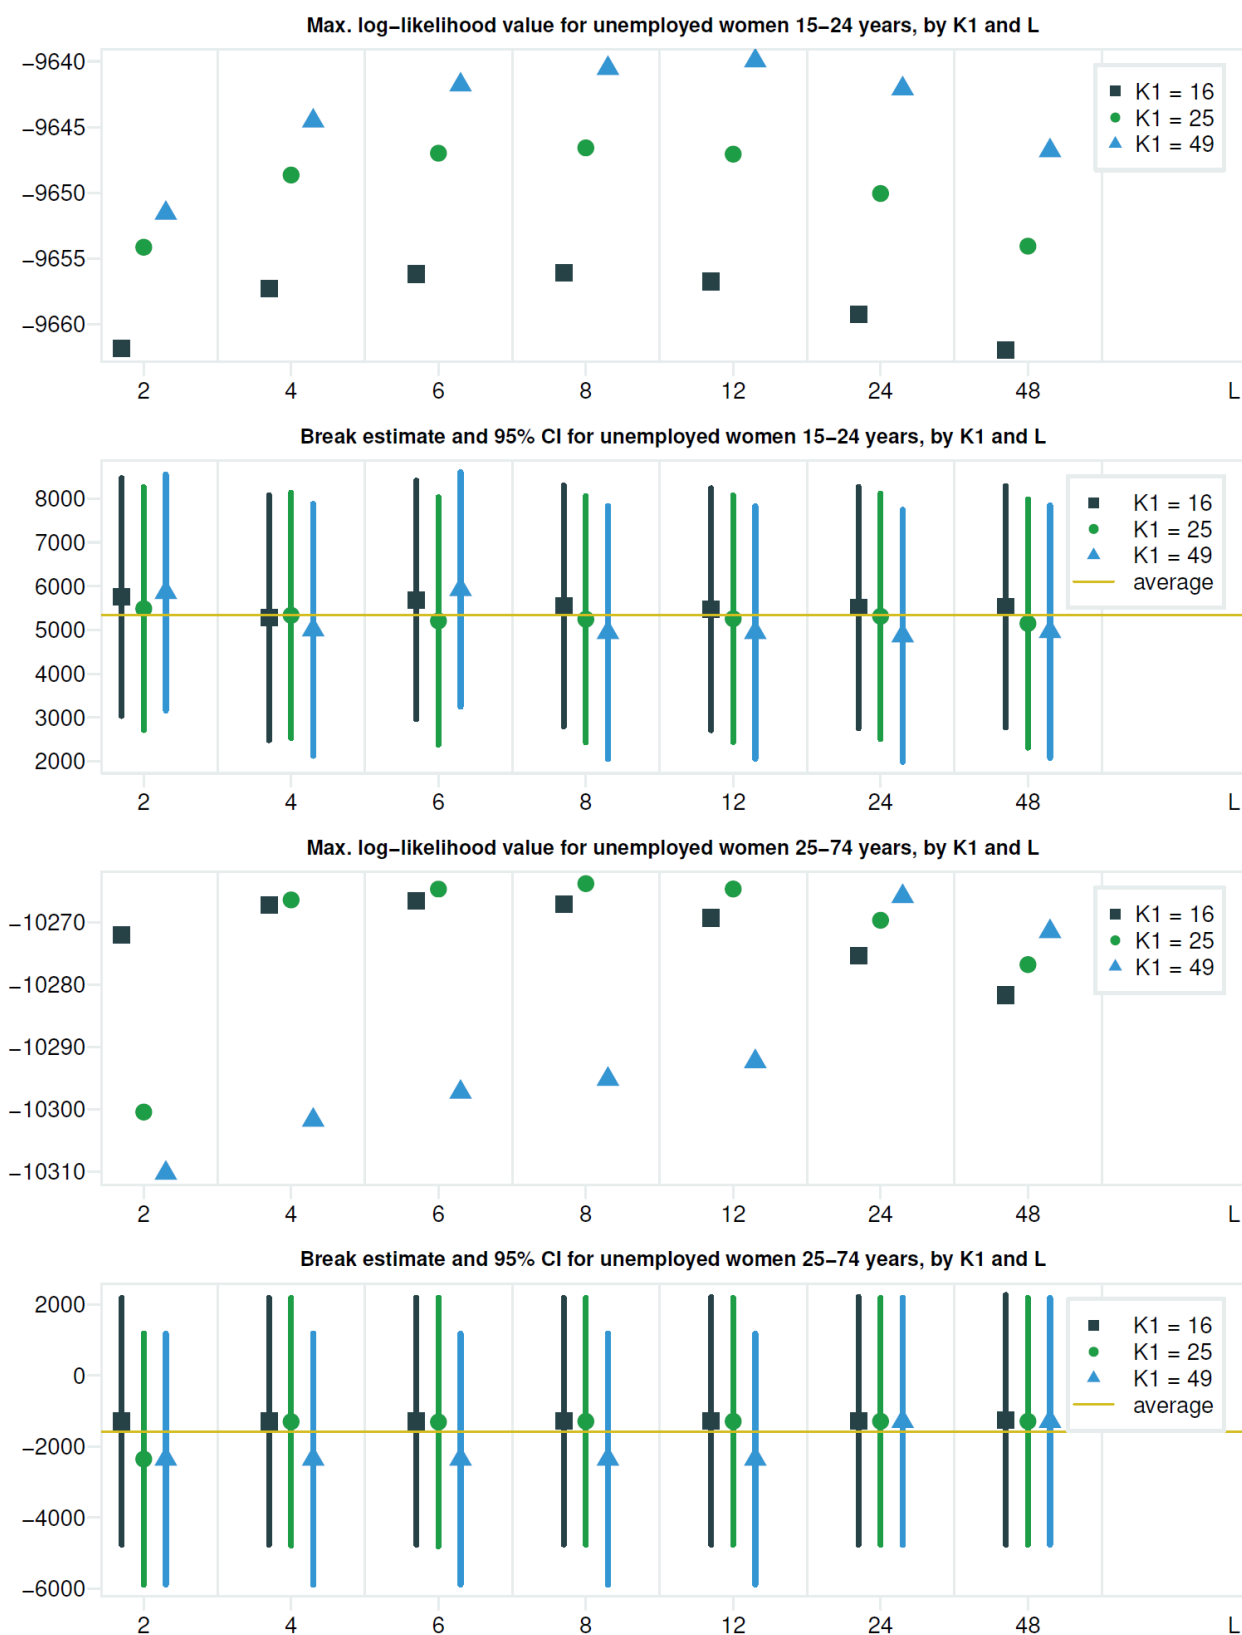 Max. log−likelihood value for unemployed women 15−24 years, by K1 and L
−9640
−9645
−9650
−9655
−9660
K1 = 16
K1 = 25
K1 = 49
2 4 6 8 12 24 48 L
Break estimate and 95% CI for unemployed women 15−24 years, by K1 and L
8000
7000
6000
5000
4000
3000
2000
K1 = 16
K1 = 25
K1 = 49
average
2 4 6 8 12 24 48 L
Max. log−likelihood value for unemployed women 25−74 years, by K1 and L
−10270
−10280
−10290
−10300
−10310
K1 = 16
K1 = 25
K1 = 49
2 4 6 8 12 24 48 L
Break estimate and 95% CI for unemployed women 25−74 years, by K1 and L
2000
0
−2000
−4000
−6000
K1 = 16
K1 = 25
K1 = 49
average
2 4 6 8 12 24 48 L